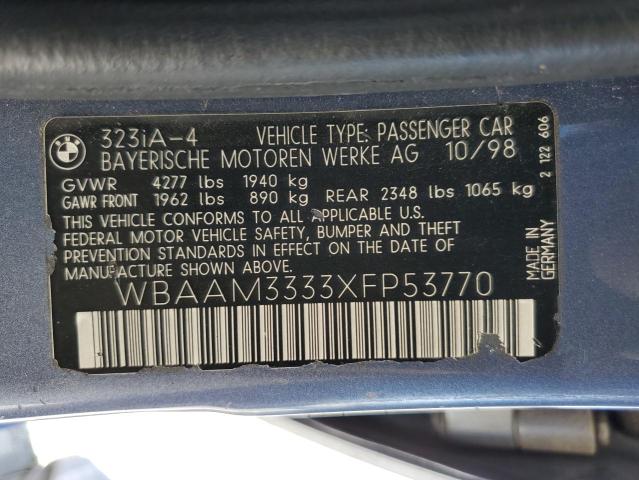 BMW
323iA-4 VEHICLE TYPE: PASSENGER CAR
BAYERISCHE MOTOREN WERKE AG 10/98
GVWR 4277 lbs 1940 kg
GAWR FRONT 1962 lbs 890 kg REAR 2348 lbs 1065 kg
THIS VEHICLE CONFORMS TO ALL APPLICABLE U.S.
FEDERAL MOTOR VEHICLE SAFETY, BUMPER AND THEFT
PREVENTION STANDARDS IN EFFECT ON THE DATE
OF MANUFACTURE SHOWN ABOVE.
WBAAM3333XFP53770
MADE IN
GERMANY
2 122 606